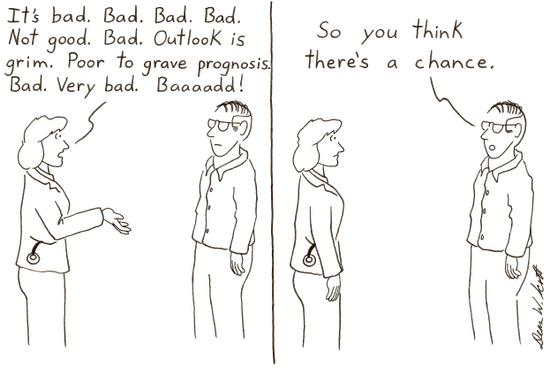 It's bad. Bad. Bad. Bad.
Not good. Bad. Outlook is
grim. Poor to grave prognosis.
Bad. Very bad. Baaaadd!
So you think
there's a chance.